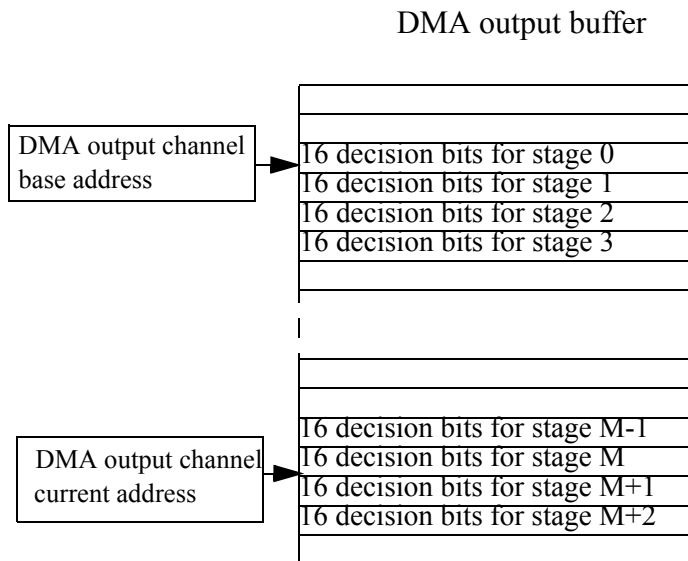 DMA output buffer
DMA output channel
base address
16 decision bits for stage 0
16 decision bits for stage 1
16 decision bits for stage 2
16 decision bits for stage 3
16 decision bits for stage M-1
DMA output channel
current address
16 decision bits for stage M
16 decision bits for stage M+1
16 decision bits for stage M+2